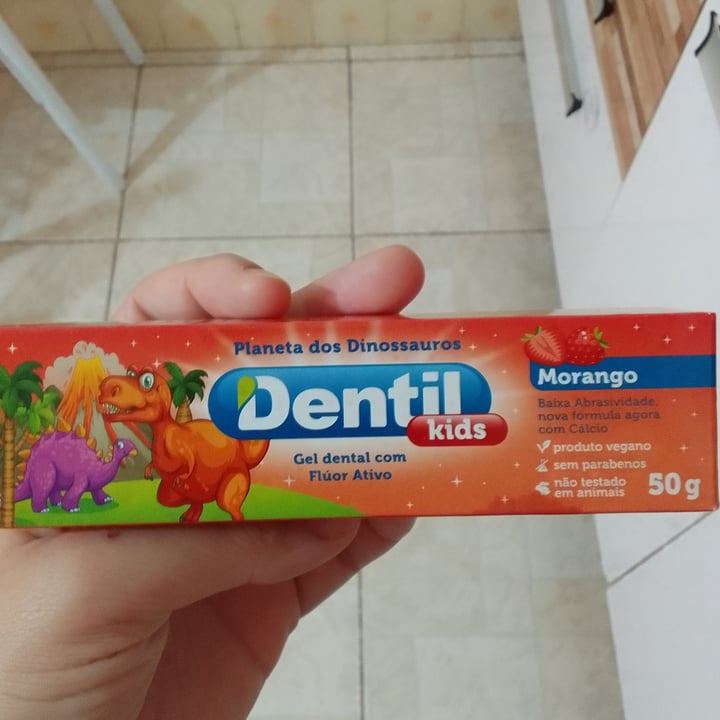 Planeta dos Dinossauros
Dentil
kids
Gel dental com
Flúor Ativo
Morango
Baixa Abrasividade,
nova formula agora
com Cálcio
produto vegano
sem parabenos
não testado
em animais
50g